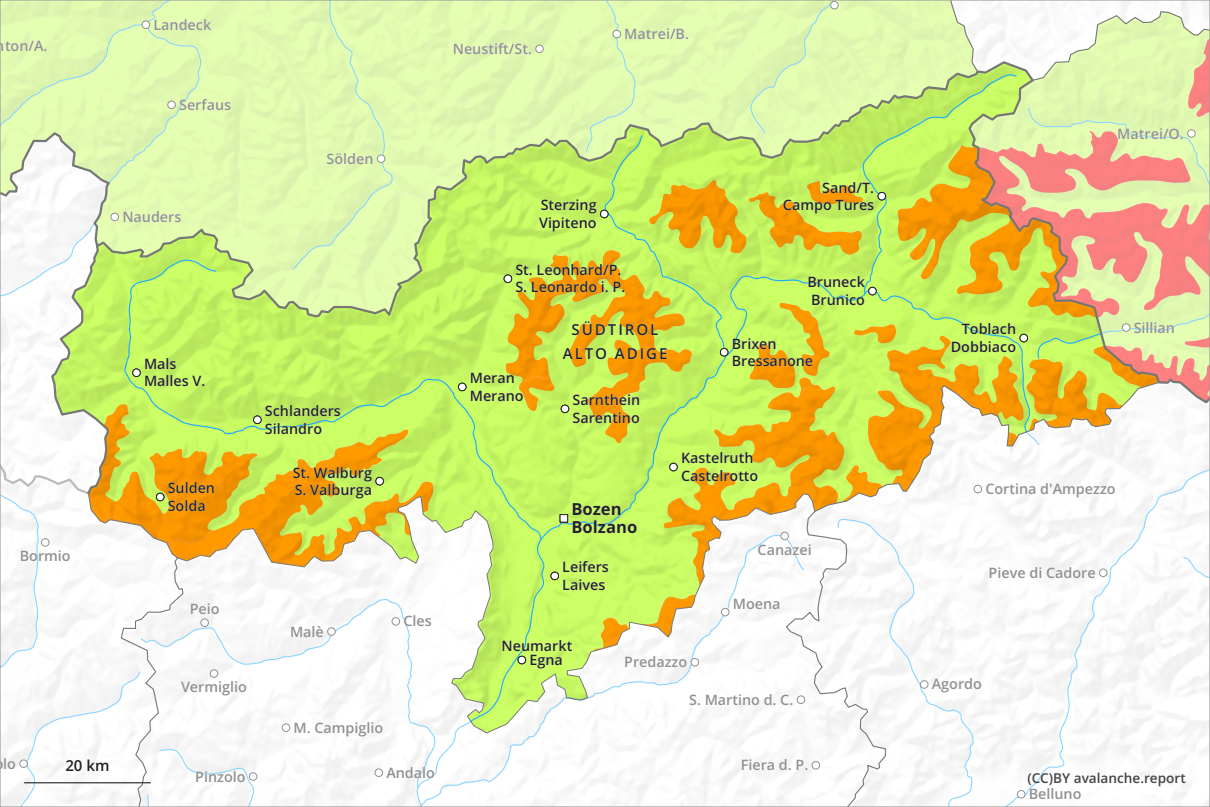 Landeck
nton/A.
Neustift/St.
Matrei/B.
Serfaus
Matrei/O.
Sölden
Sand/T.
Campo Tures
Nauders
Sterzing
Vipiteno
St. Leonhard/P.
S. Leonardo i. P.
Bruneck
Brunico
SÜDTIROL
ALTO ADIGE
Toblach
Dobbiaco
Sillian
Brixen
Bressanone
Mals
Malles V.
Meran
Merano
Sarnthein
Sarentino
Schlanders
Silandro
Kastelruth
Castelrotto
St. Walburg
S. Valburga
Sulden
Solda
Cortina d'Ampezzo
Bozen
Bolzano
Bormio
Canazei
Leifers
Laives
Pieve di Cadore
Peio
Moena
Malè
Cles
Neumarkt
Egna
Predazzo
Vermiglio
Agordo
S. Martino d. C.
M. Campiglio
olo
20 km
Pinzolo
Andalo
Fiera d. P.
(CC)BY avalanche.report
Belluno